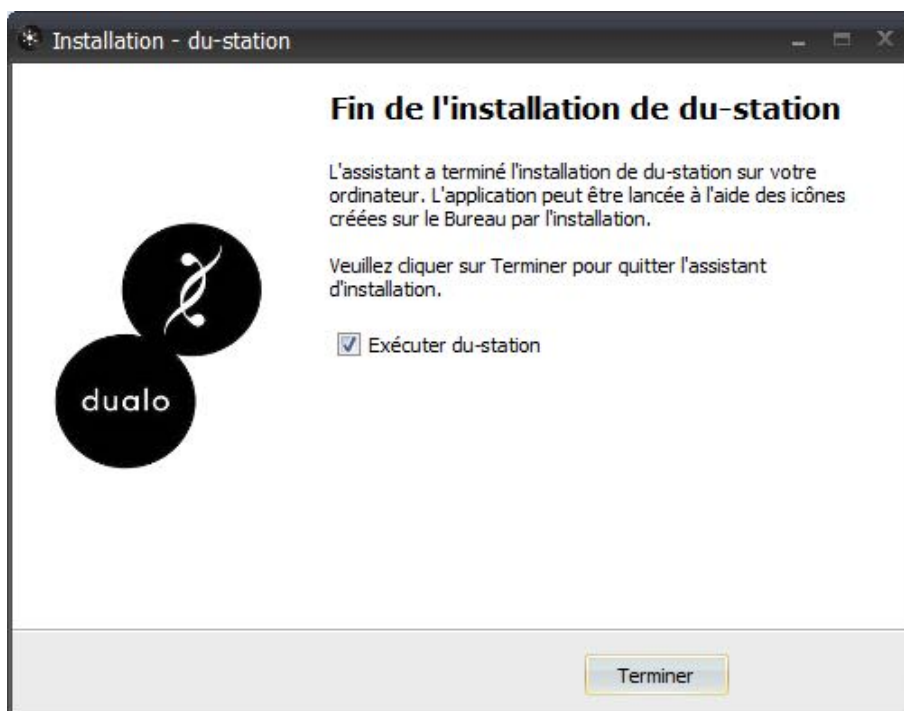 Installation - du-station
Fin de l'installation de du-station
L'assistant a terminé l'installation de du-station sur votre
ordinateur. L'application peut être lancée à l'aide des icônes
créées sur le Bureau par l'installation.
Veuillez cliquer sur Terminer pour quitter l'assistant
d'installation.
Exécuter du-station
dualo
Terminer